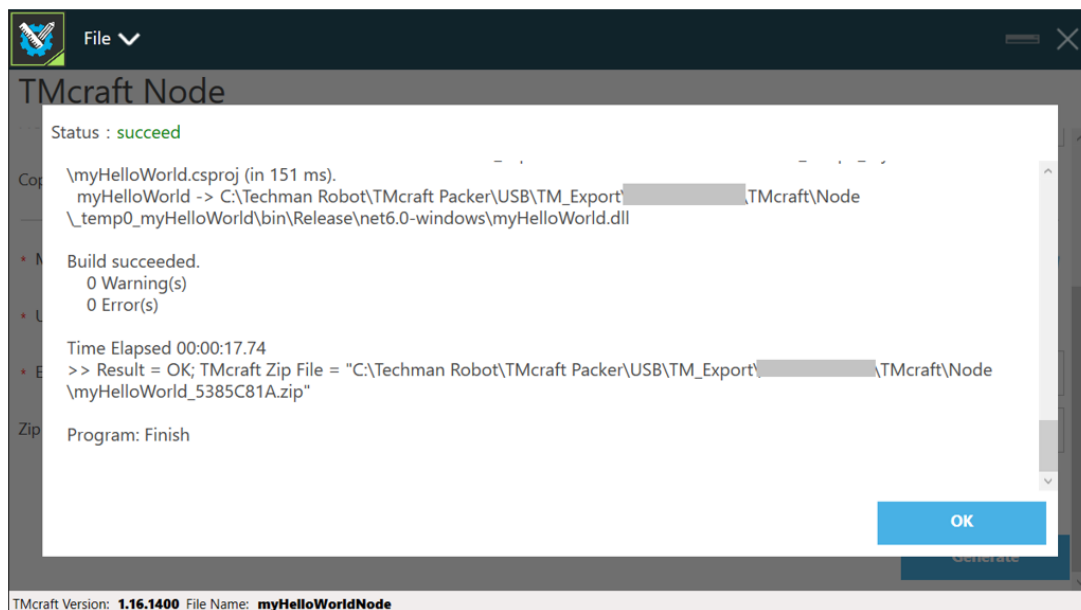 File
TMcraft Node
Status : succeed
\myHelloWorld.csproj (in 151 ms).
myHelloWorld -> C:\Techman Robot\TMcraft Packer\USB\TM_Export\ \TMcraft\Node
\_temp0_myHelloWorld\bin\Release\net6.0-windows\myHelloWorld.dll
Build succeeded.
0 Warning(s)
0 Error(s)
Time Elapsed 00:00:17.74
>> Result = OK; TMcraft Zip File = "C:\Techman Robot\TMcraft Packer\USB\TM_Export\ \TMcraft\Node
\myHelloWorld_5385C81A.zip"
Zip
Program: Finish
OK
Generate
TMcraft Version: 1.16.1400 File Name: myHelloWorldNode